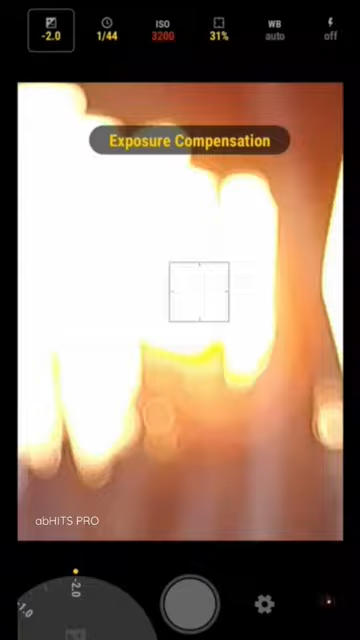 ISO
WB
-2.0
1/44
3200
31%
auto
off
Exposure Compensation
abHITS PRO
-2.0
-1.0